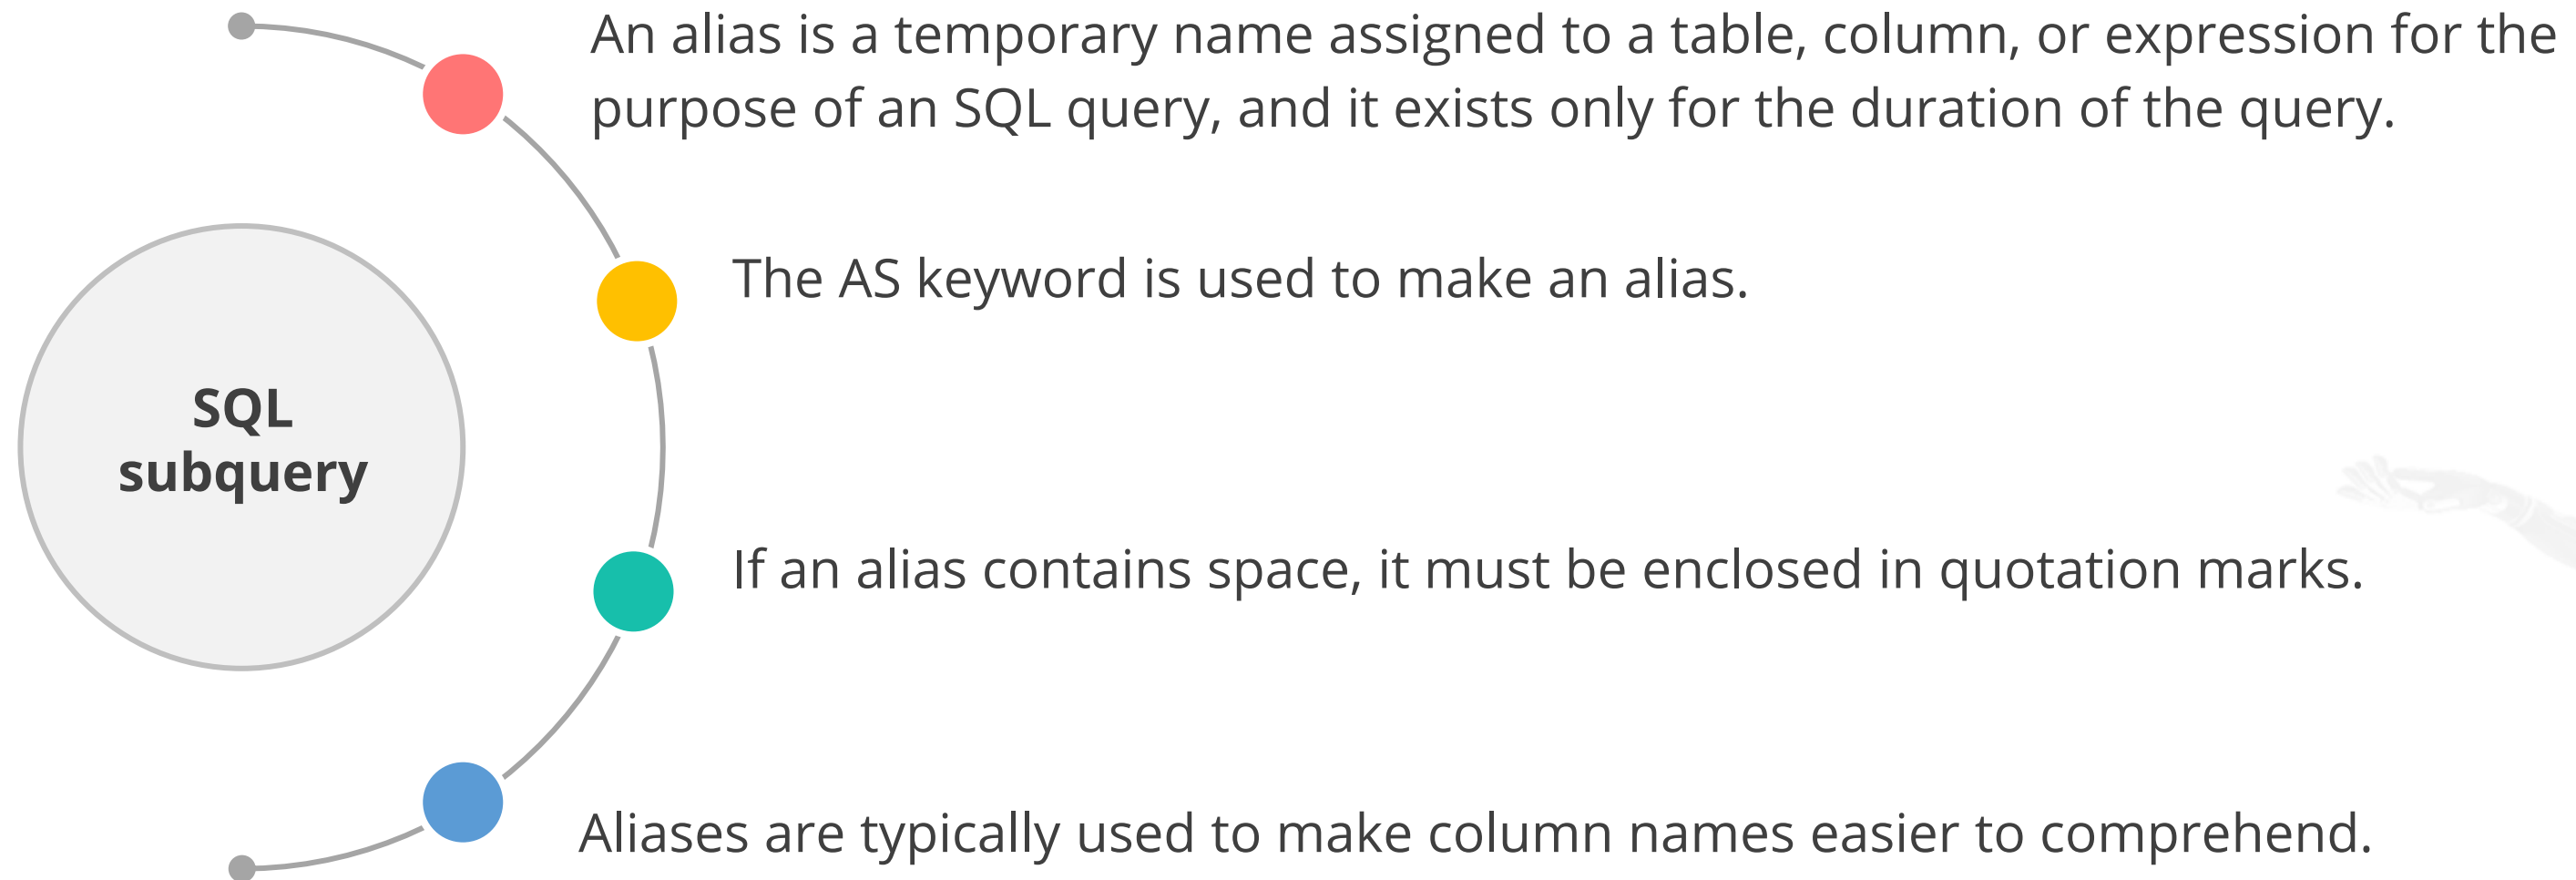 An alias is a temporary name assigned to a table, column, or expression for the
purpose of an SQL query, and it exists only for the duration of the query.
The AS keyword is used to make an alias.
SQL
subquery
If an alias contains space, it must be enclosed in quotation marks.
Aliases are typically used to make column names easier to comprehend.